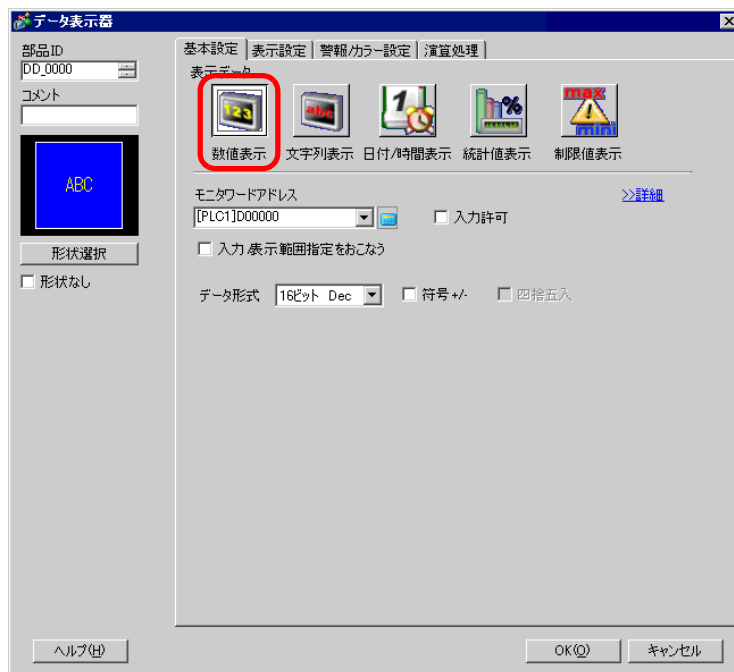 データ表示器
部品ID
DD_0000
コメント
ABC
形状選択
形状なし
基本設定 表示設定 警報/カラー設定 演算処理
表示データ
123 abc 1 % max mini
数値表示 文字列表示 日付/時間表示 統計値表示 制限値表示
モニタワードアドレス >>詳細
[PLC1]D00000 入力許可
入力/表示範囲指定をおこなう
データ形式 16ビット Dec 符号+/- 四捨五入
ヘルプ(H) OK(O) キャンセル